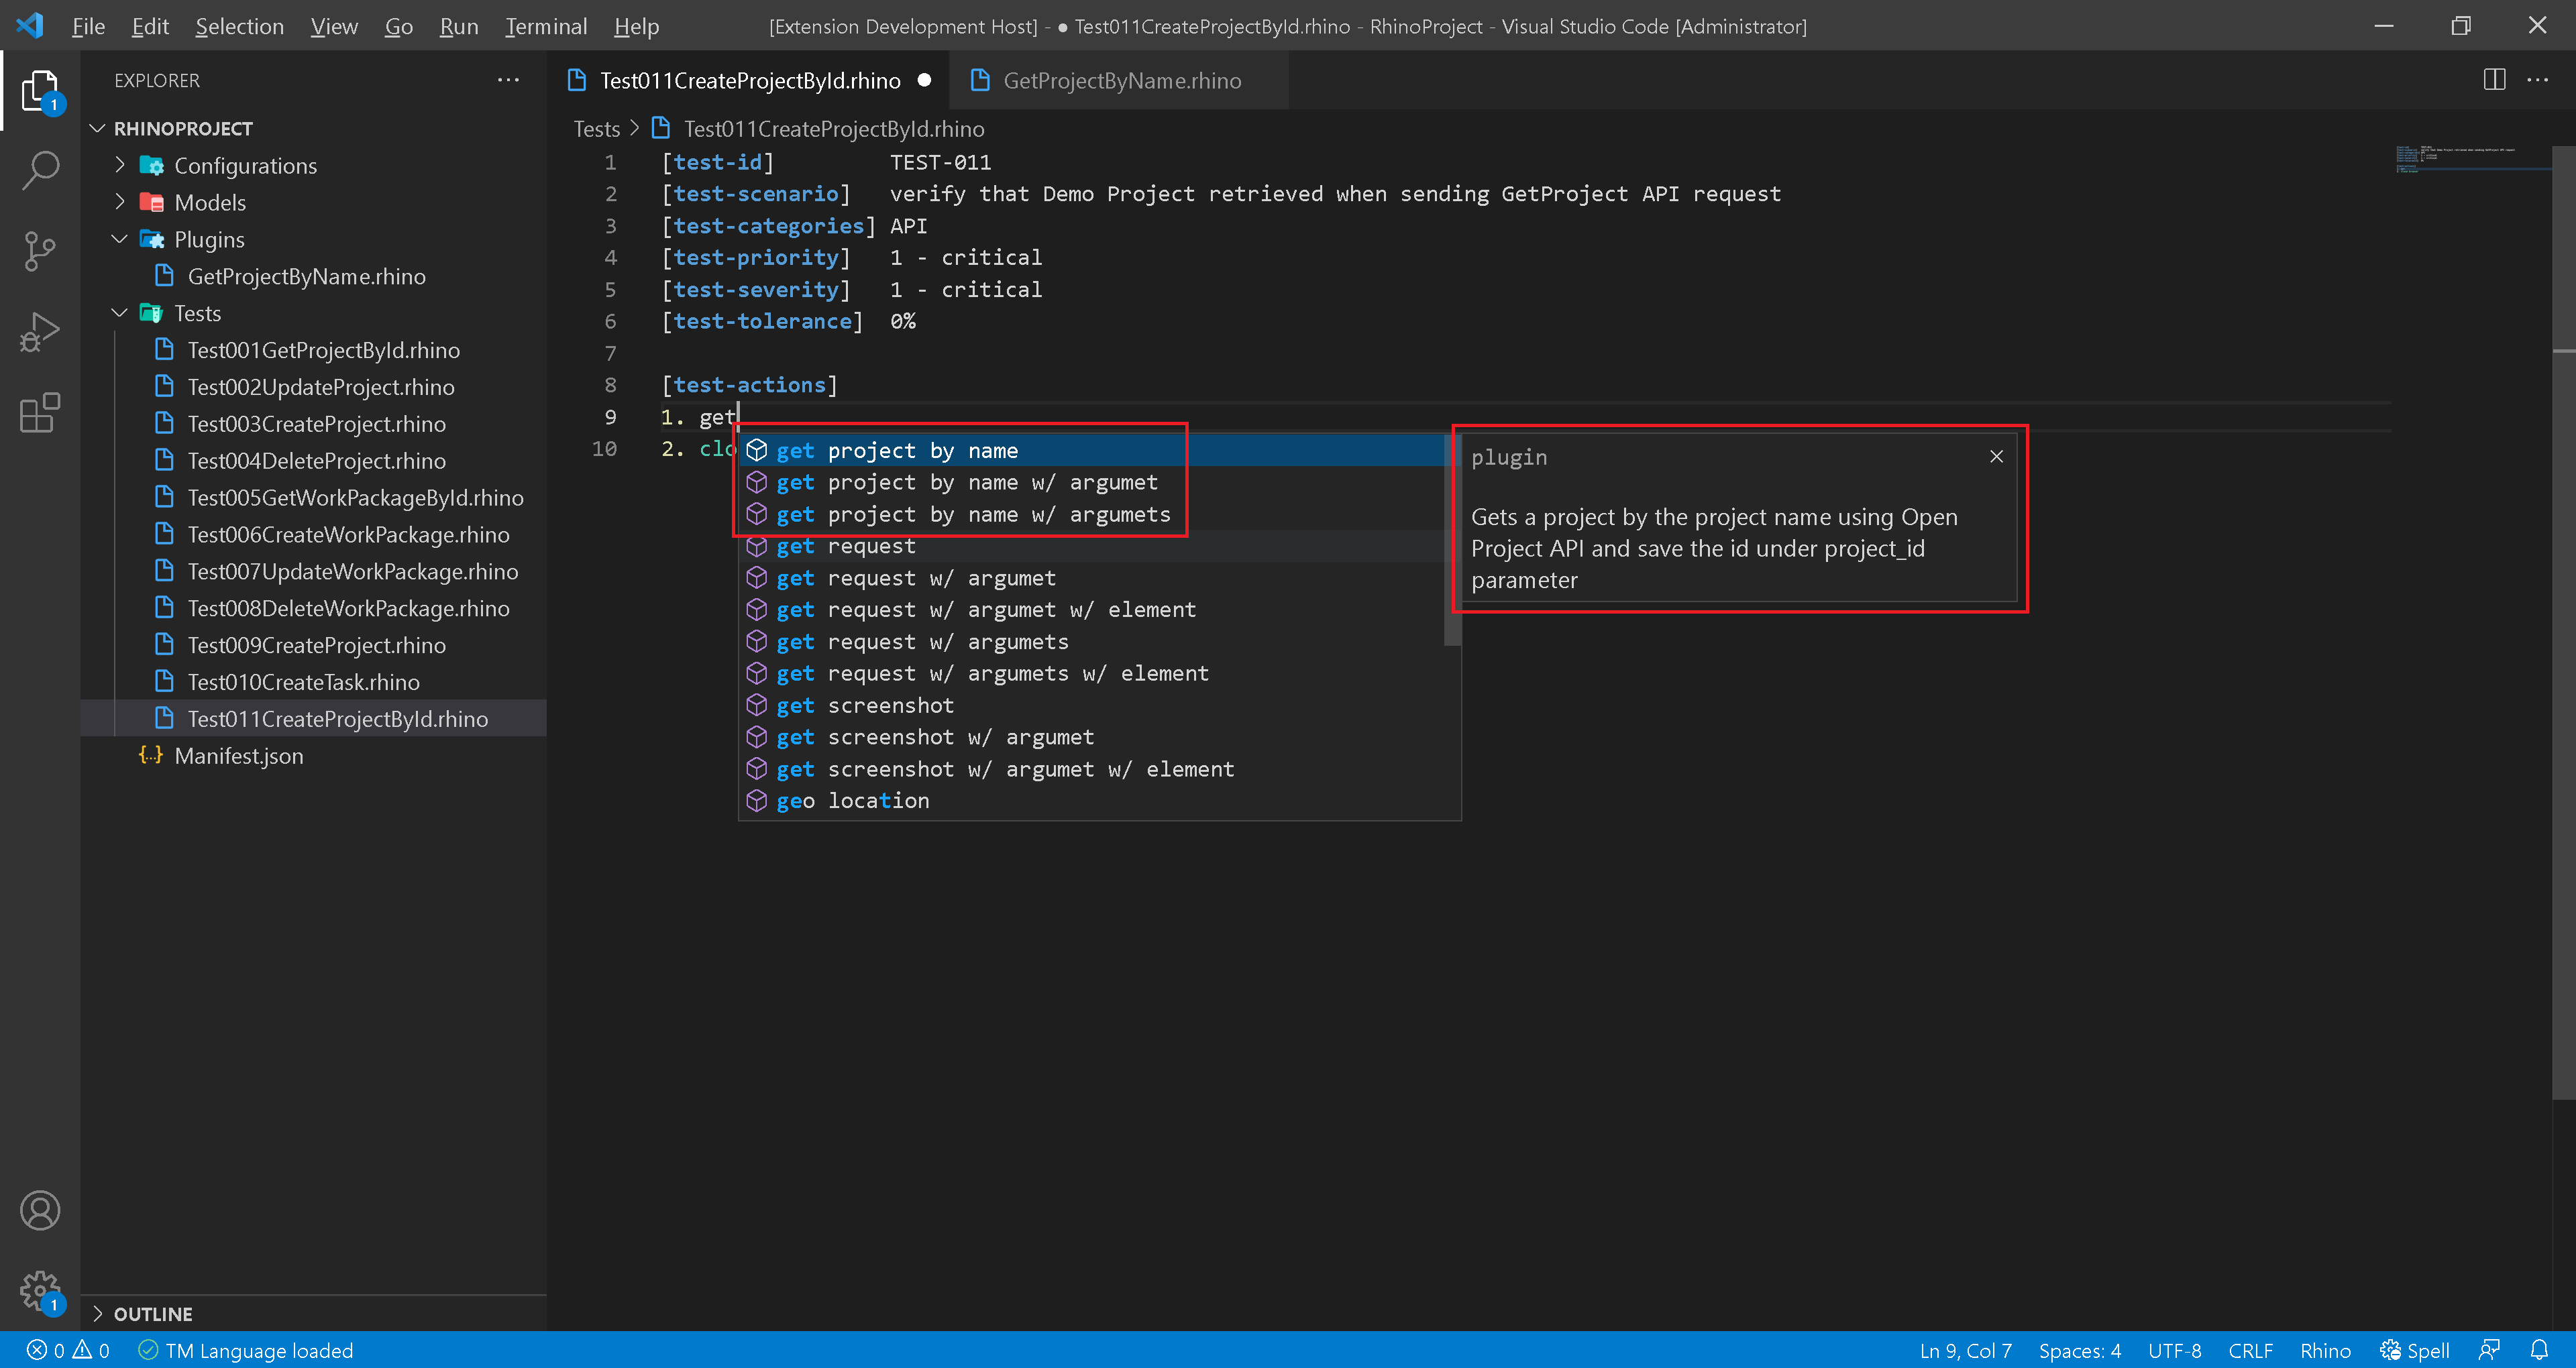 File Edit Selection View Go Run Terminal Help [Extension Development Host] - ● Test011CreateProjectById.rhino - RhinoProject - Visual Studio Code [Administrator]
1
EXPLORER ···
RHINOPROJECT
Configurations
Models
Plugins
GetProjectByName.rhino
Tests
Test001GetProjectById.rhino
Test002UpdateProject.rhino
Test003CreateProject.rhino
Test004DeleteProject.rhino
Test005GetWorkPackageById.rhino
Test006CreateWorkPackage.rhino
Test007UpdateWorkPackage.rhino
Test008DeleteWorkPackage.rhino
Test009CreateProject.rhino
Test010CreateTask.rhino
Test011CreateProjectById.rhino
{..} Manifest.json
OUTLINE
1
Test011CreateProjectById.rhino ● GetProjectByName.rhino ···
Tests > Test011CreateProjectById.rhino
1 [test-id] TEST-011
2 [test-scenario] verify that Demo Project retrieved when sending GetProject API request
3 [test-categories] API
4 [test-priority] 1 - critical
5 [test-severity] 1 - critical
6 [test-tolerance] 0%
7
8 [test-actions]
9 1. get
10 2. clo
get project by name
get project by name w/ argumet
get project by name w/ argumets
get request
get request w/ argumet
get request w/ argumet w/ element
get request w/ argumets
get request w/ argumets w/ element
get screenshot
get screenshot w/ argumet
get screenshot w/ argumet w/ element
geo location
plugin
Gets a project by the project name using Open
Project API and save the id under project_id
parameter
0 0 TM Language loaded Ln 9, Col 7 Spaces: 4 UTF-8 CRLF Rhino Spell